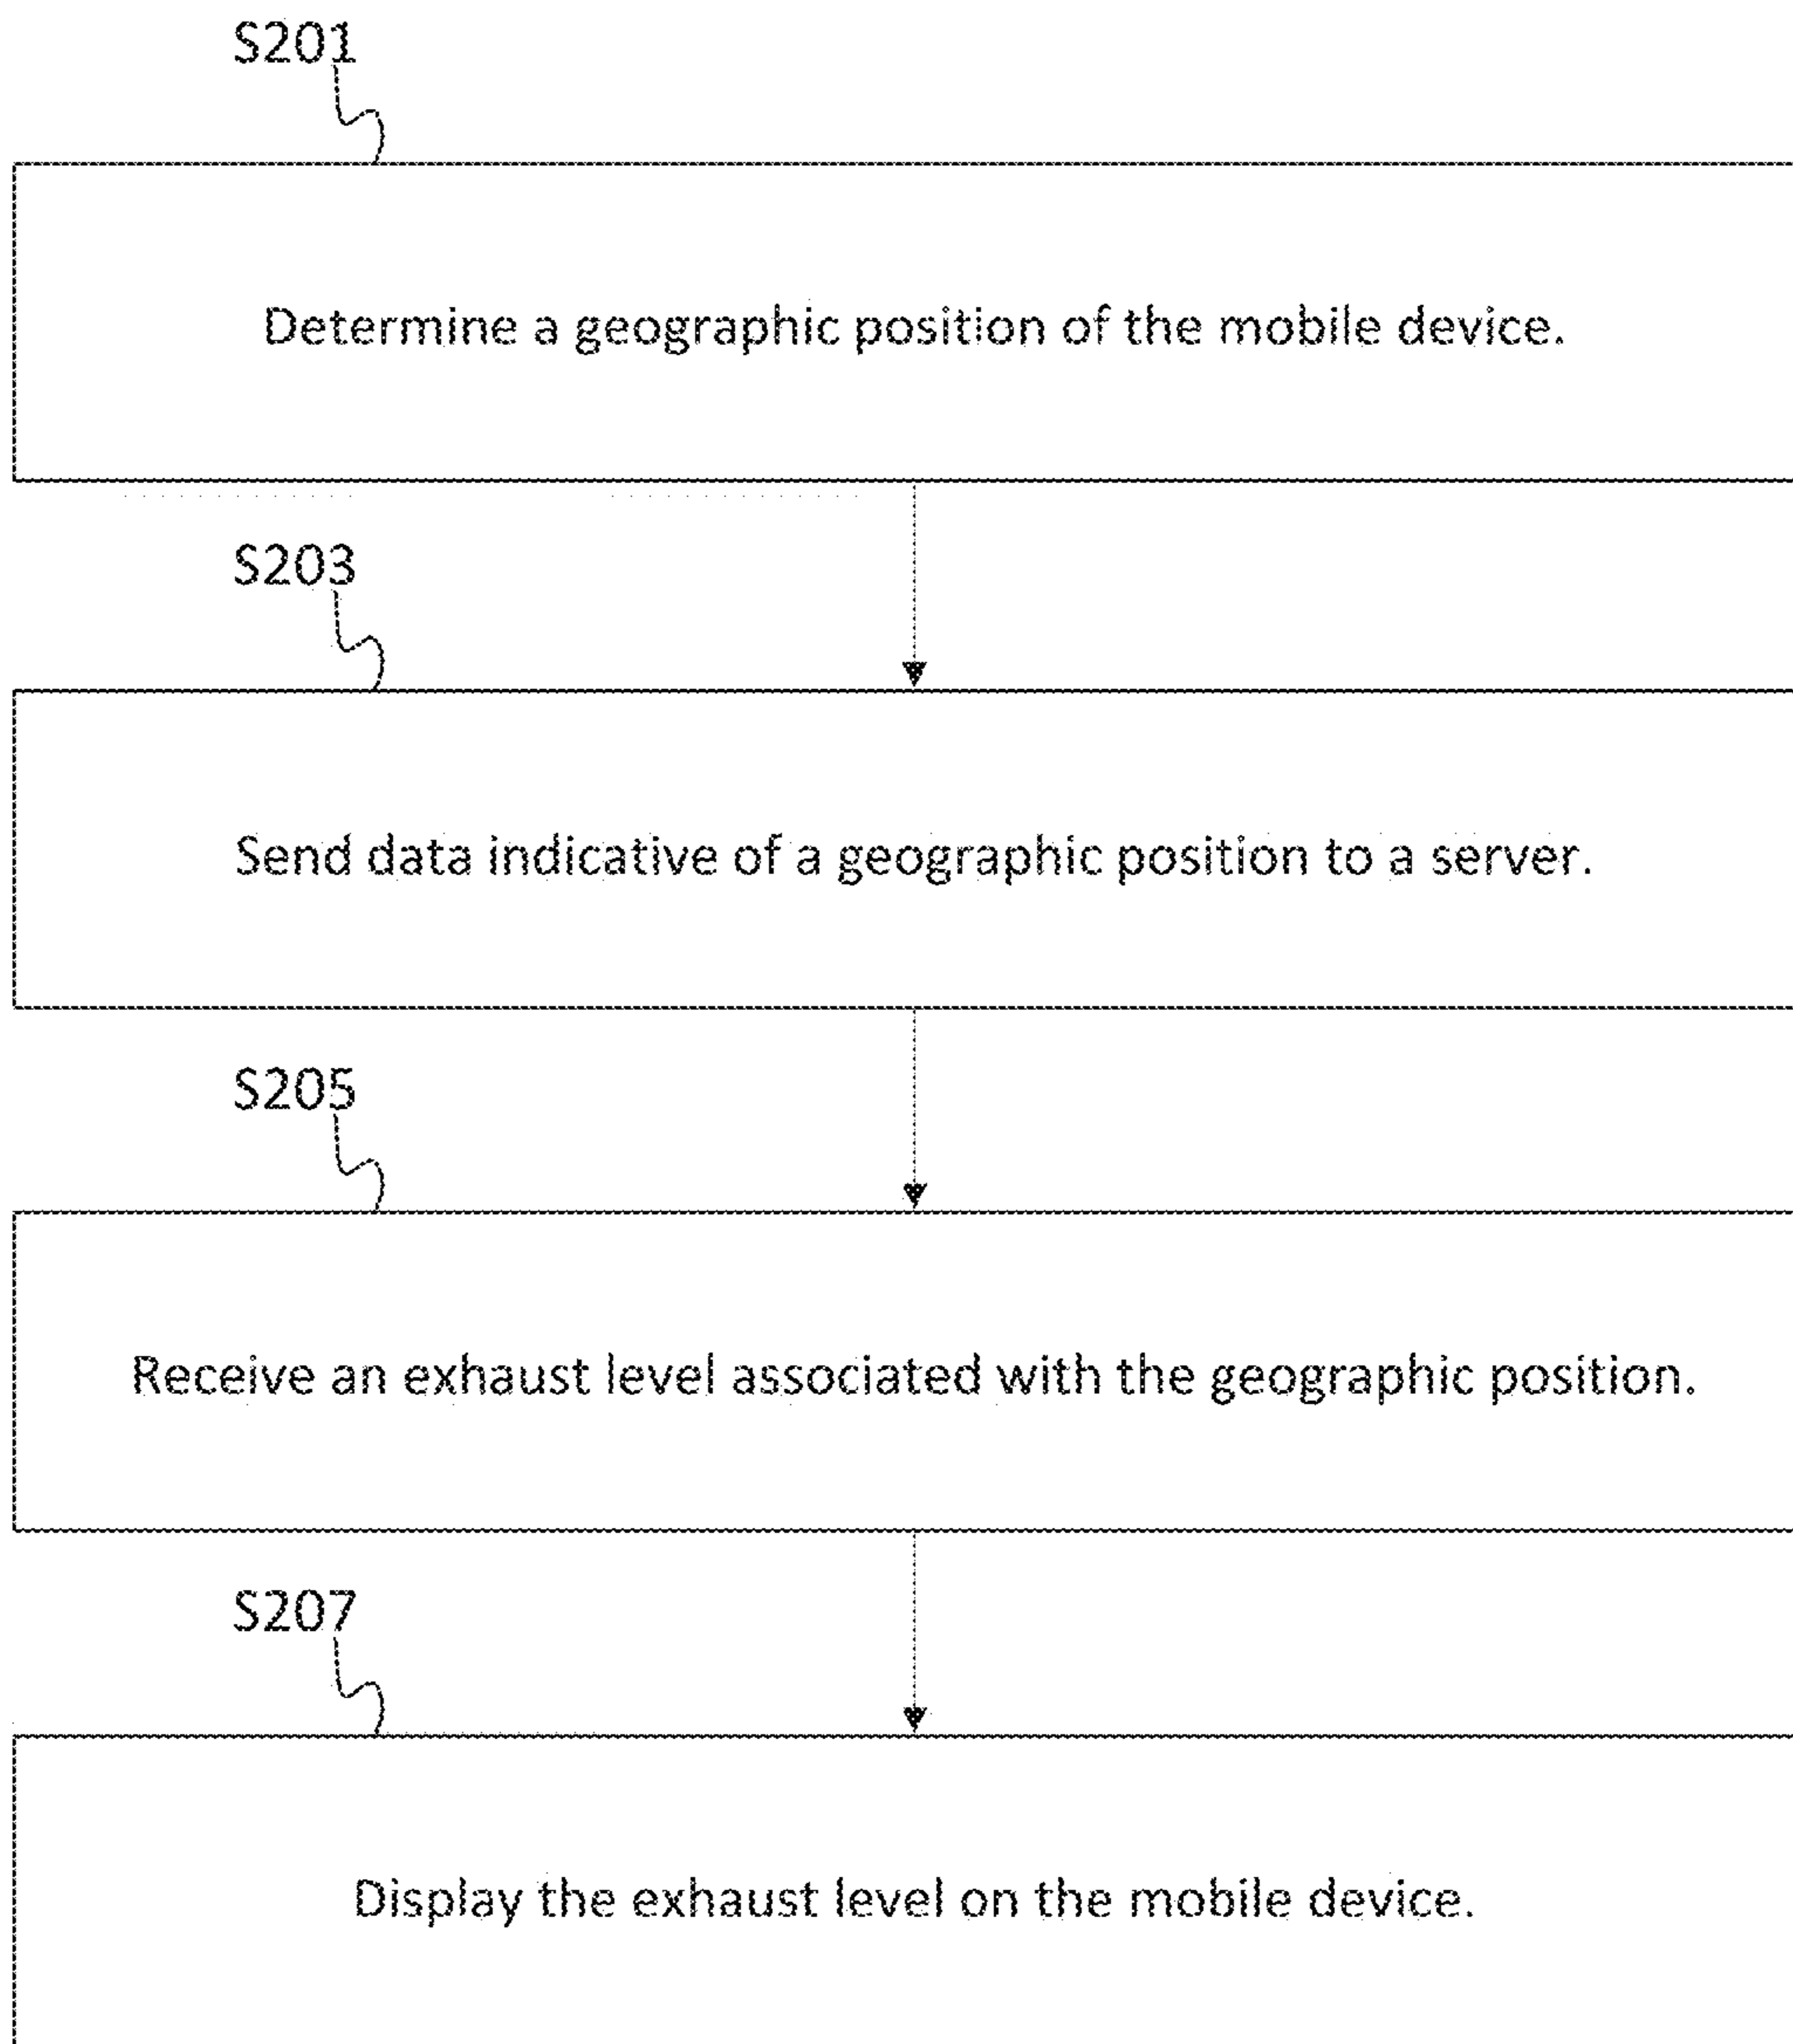 S201
Determine a geographic position of the mobile device.
S203
Send data indicative of a geographic position to a server.
S205
Receive an exhaust level associated with the geographic position.
S207
Display the exhaust level on the mobile device.